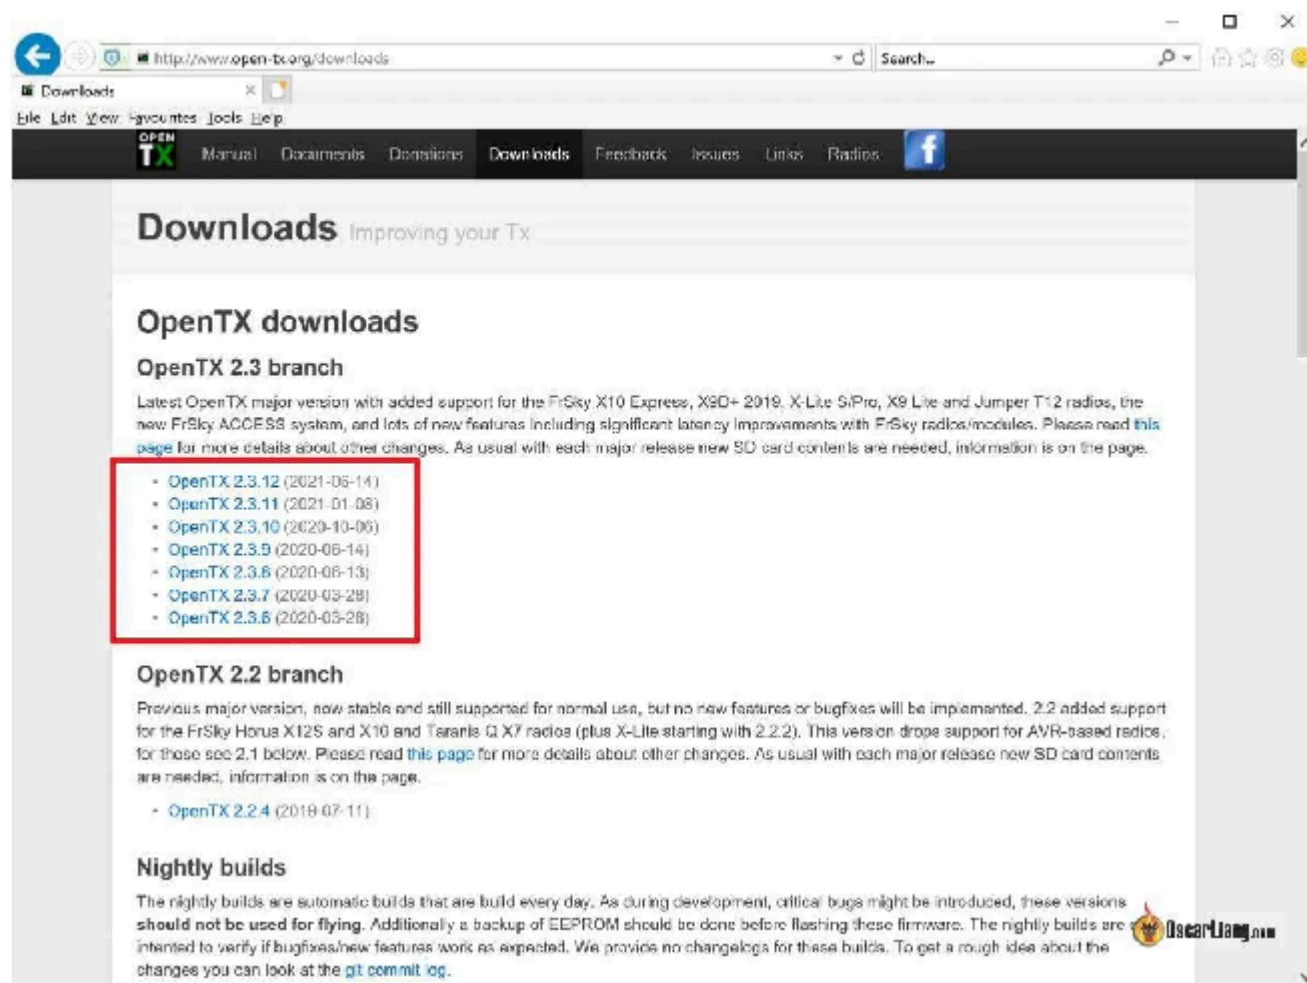 http://www.open-tx.org/downloads
Search...
Downloads
File Edit View Favourites Tools Help
OPEN TX Manual Documents Donations Downloads Feedback Issues Links Radios f
Downloads Improving your Tx
OpenTX downloads
OpenTX 2.3 branch
Latest OpenTX major version with added support for the FrSky X10 Express, X9D+ 2019, X-Lite S/Pro, X9 Lite and Jumper T12 radios, the
new FrSky ACCESS system, and lots of new features including significant latency improvements with FrSky radios/modules. Please read this
page for more details about other changes. As usual with each major release new SD card contents are needed, information is on the page.
OpenTX 2.3.12 (2021-06-14)
OpenTX 2.3.11 (2021-01-08)
OpenTX 2.3.10 (2020-10-06)
OpenTX 2.3.9 (2020-06-14)
OpenTX 2.3.8 (2020-06-13)
OpenTX 2.3.7 (2020-03-28)
OpenTX 2.3.6 (2020-03-28)
OpenTX 2.2 branch
Previous major version, now stable and still supported for normal use, but no new features or bugfixes will be implemented. 2.2 added support
for the FrSky Horus X12S and X10 and Taranis Q X7 radios (plus X-Lite starting with 2.2.2). This version drops support for AVR-based radios,
for those see 2.1 below. Please read this page for more details about other changes. As usual with each major release new SD card contents
are needed, information is on the page.
OpenTX 2.2.4 (2019-07-11)
Nightly builds
The nightly builds are automatic builds that are build every day. As during development, critical bugs might be introduced, these versions
should not be used for flying. Additionally a backup of EEPROM should be done before flashing these firmware. The nightly builds are
intented to verify if bugfixes/new features work as expected. We provide no changelogs for these builds. To get a rough idea about the
changes you can look at the git commit log.
OscarLiang.com